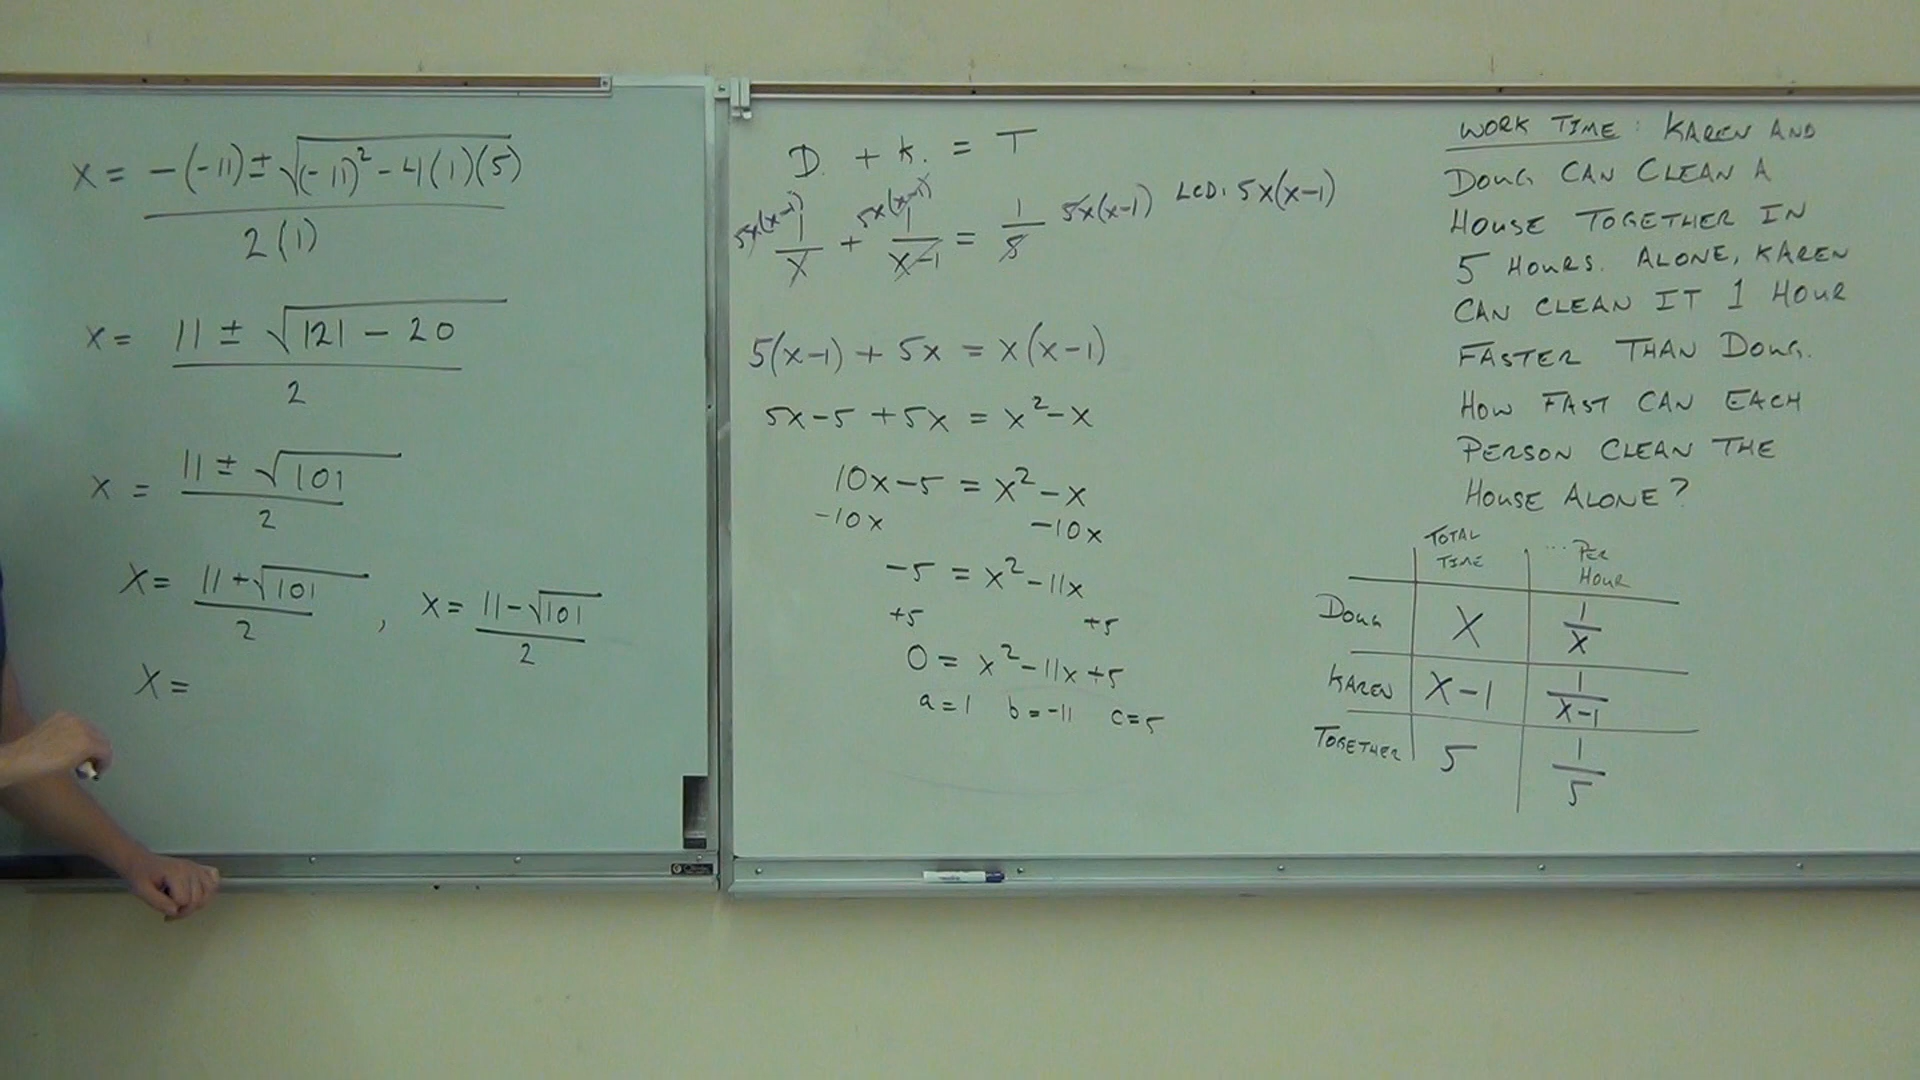 x = -(-11) ± √(-11)² - 4(1)(5)
2(1)
x = 11 ± √121 - 20
2
x = 11 ± √101
2
x = 11 + √101 , x = 11 - √101
2 2
x =
D. + K. = T
5x(x-1) 1/x + 5x(x-1) 1/x-1 = 1/5 5x(x-1) LCD: 5x(x-1)
5(x-1) + 5x = x(x-1)
5x-5 + 5x = x²-x
10x-5 = x²-x
-10x -10x
-5 = x²-11x
+5 +5
0 = x²-11x+5
a=1 b=-11 c=5
WORK TIME: KAREN AND
DOUG CAN CLEAN A
HOUSE TOGETHER IN
5 HOURS. ALONE, KAREN
CAN CLEAN IT 1 HOUR
FASTER THAN DOUG.
HOW FAST CAN EACH
PERSON CLEAN THE
HOUSE ALONE?
TOTAL TIME ... PER HOUR
DOUG X 1/x
KAREN X-1 1/x-1
TOGETHER 5 1/5